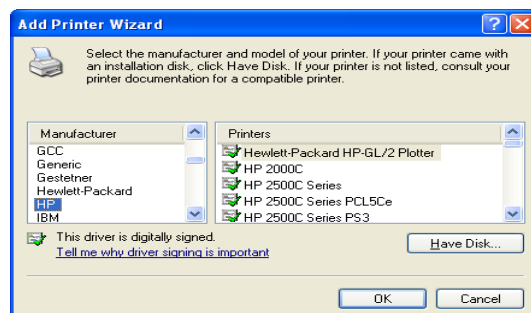 Add Printer Wizard
Select the manufacturer and model of your printer. If your printer came with
an installation disk, click Have Disk. If your printer is not listed, consult your
printer documentation for a compatible printer.
Manufacturer
GCC
Generic
Gestetner
Hewlett-Packard
HP
IBM
Printers
Hewlett-Packard HP-GL/2 Plotter
HP 2000C
HP 2500C Series
HP 2500C Series PCL5Ce
HP 2500C Series PS3
This driver is digitally signed.
Tell me why driver signing is important
Have Disk...
OK
Cancel